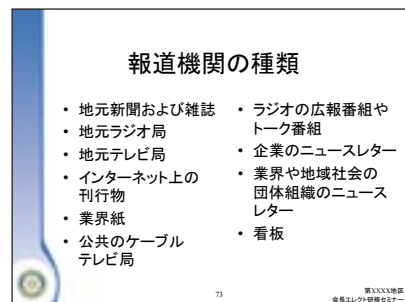 報道機関の種類
• 地元新聞および雑誌
• 地元ラジオ局
• 地元テレビ局
• インターネット上の
刊行物
• 業界紙
• 公共のケーブル
テレビ局
• ラジオの広報番組や
トーク番組
• 企業のニュースレター
• 業界や地域社会の
団体組織のニュース
レター
• 看板
73
第XXXX地区
会長エレクト研修セミナー